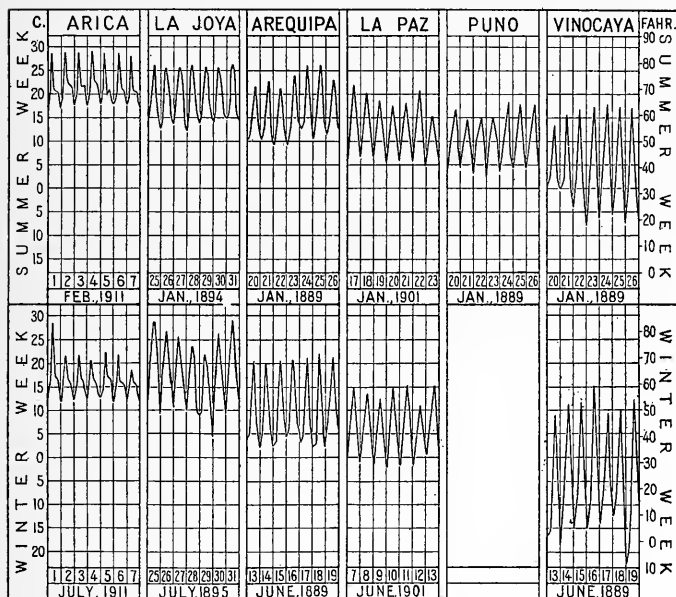 C. ARICA LA JOYA AREQUIPA LA PAZ PUNO VINOCAYA FAHR.
SUMMER WEEK
30
25
20
15
10
5
0
5
10
15
90
80
70
60
50
40
30
20
10
0
SUMMER WEEK
1 2 3 4 5 6 7
25 26 27 28 29 30 31
20 21 22 23 24 25 26
17 18 19 20 21 22 23
20 21 22 23 24 25 26
20 21 22 23 24 25 26
FEB., 1911 JAN., 1894 JAN., 1889 JAN., 1901 JAN., 1889 JAN., 1889
WINTER WEEK
30
25
20
15
10
5
0
5
10
15
20
80
70
60
50
40
30
20
10
0
10
WINTER WEEK
1 2 3 4 5 6 7
25 26 27 28 29 30 31
13 14 15 16 17 18 19
7 8 9 10 11 12 13
13 14 15 16 17 18 19
JULY, 1911 JULY, 1895 JUNE, 1889 JUNE, 1901 JUNE, 1889